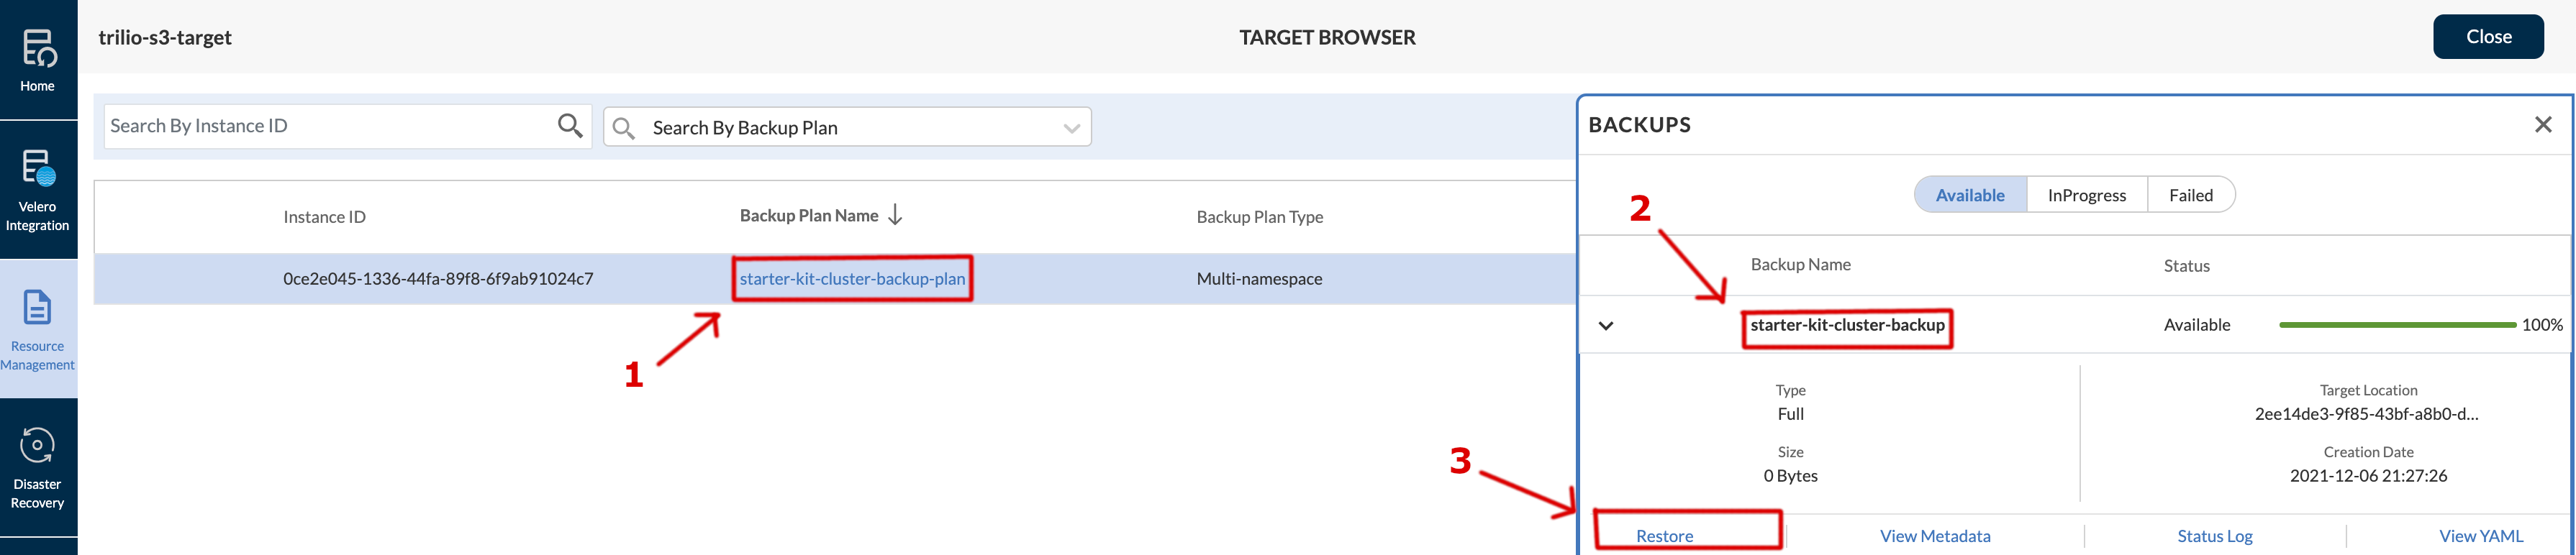 trilio-s3-target
TARGET BROWSER
Close
Home
Velero
Integration
Resource
Management
Disaster
Recovery
Search By Instance ID
Search By Backup Plan
Instance ID
Backup Plan Name
Backup Plan Type
0ce2e045-1336-44fa-89f8-6f9ab91024c7
starter-kit-cluster-backup-plan
Multi-namespace
1
BACKUPS
Available
InProgress
Failed
2
Backup Name
Status
starter-kit-cluster-backup
Available
100%
Type
Full
Target Location
2ee14de3-9f85-43bf-a8b0-d...
Size
0 Bytes
Creation Date
2021-12-06 21:27:26
3
Restore
View Metadata
Status Log
View YAML